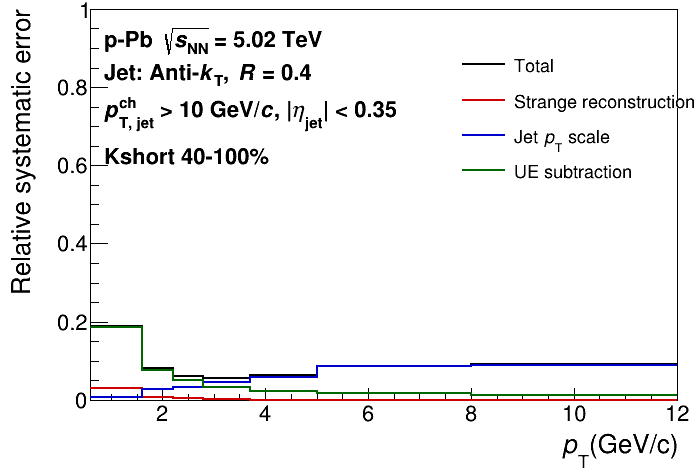 p-Pb √sNN = 5.02 TeV
Jet: Anti-kT, R = 0.4
pchT, jet > 10 GeV/c, |ηjet| < 0.35
Kshort 40-100%
Total
Strange reconstruction
Jet pT scale
UE subtraction
Relative systematic error
1
0.8
0.6
0.4
0.2
0
2 4 6 8 10 12
pT(GeV/c)